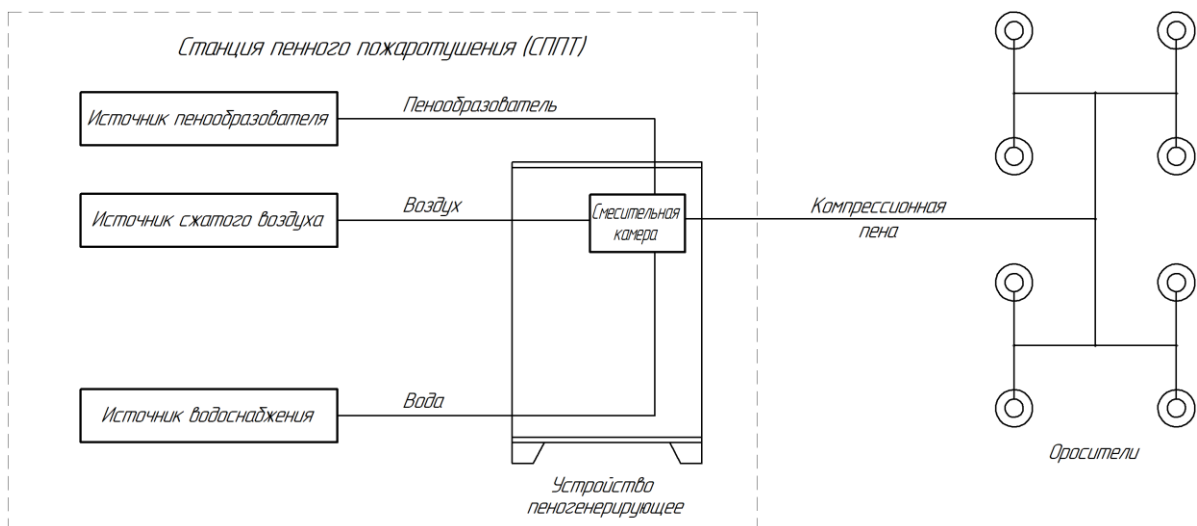 Станция пенного пожаротушения (СППТ)
Источник пенообразователя
Пенообразователь
Источник сжатого воздуха
Воздух
Смесительная
камера
Компрессионная
пена
Источник водоснабжения
Вода
Устройство
пеногенерирующее
Оросители